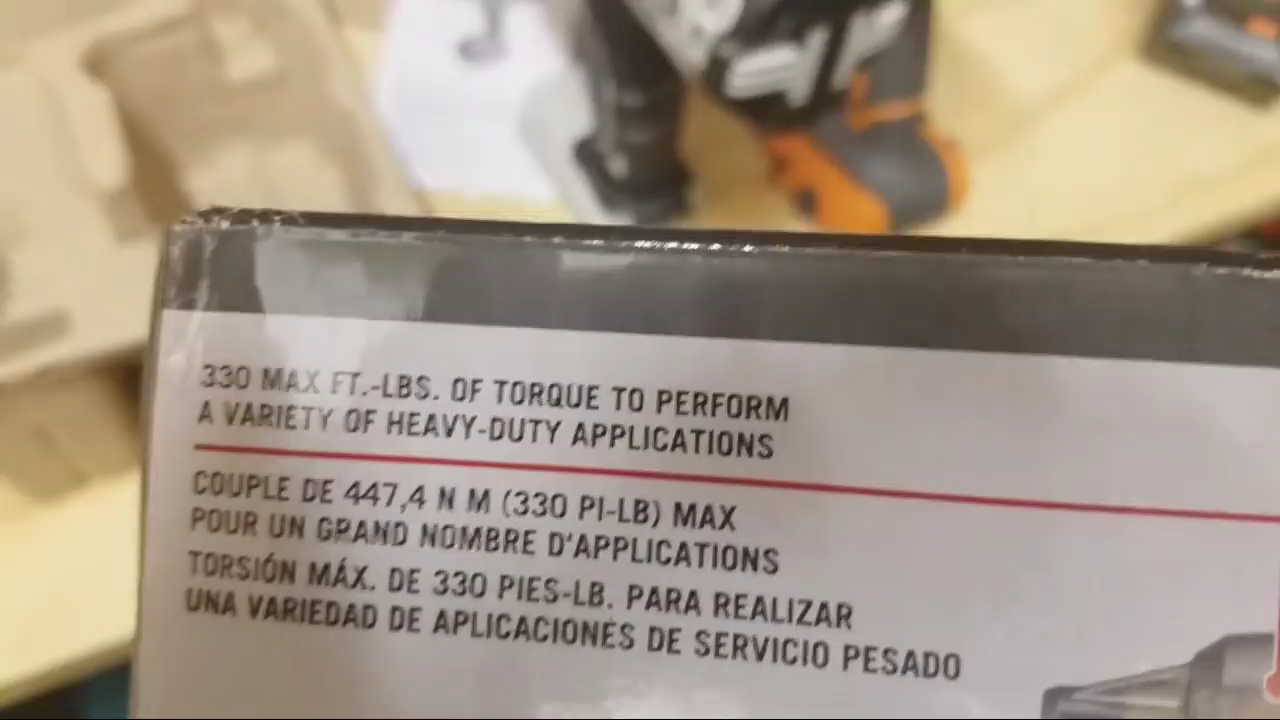 330 MAX FT.-LBS. OF TORQUE TO PERFORM
A VARIETY OF HEAVY-DUTY APPLICATIONS
COUPLE DE 447,4 N M (330 PI-LB) MAX
POUR UN GRAND NOMBRE D'APPLICATIONS
TORSIÓN MÁX. DE 330 PIES-LB. PARA REALIZAR
UNA VARIEDAD DE APLICACIONES DE SERVICIO PESADO